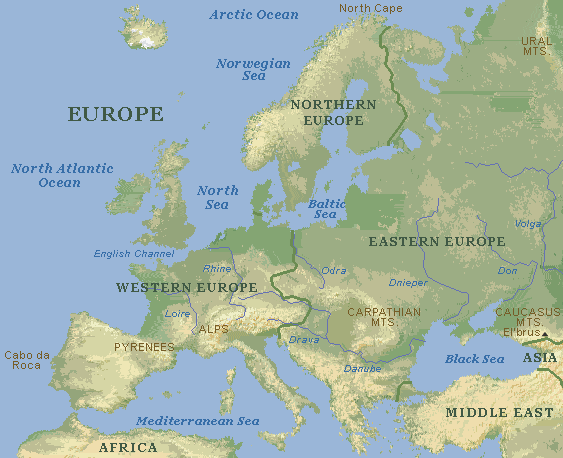 North Cape
Arctic Ocean
URAL
MTS.
Norwegian
Sea
EUROPE
NORTHERN
EUROPE
North Atlantic
Ocean
North
Sea
Baltic
Sea
Volga
EASTERN EUROPE
English Channel
Rhine
Odra
Don
Dnieper
WESTERN EUROPE
Loire
CARPATHIAN
MTS.
CAUCASUS
MTS.
El'brus
ALPS
Drava
PYRENEES
Cabo da
Roca
Danube
Black Sea
ASIA
MIDDLE EAST
Mediterranean Sea
AFRICA